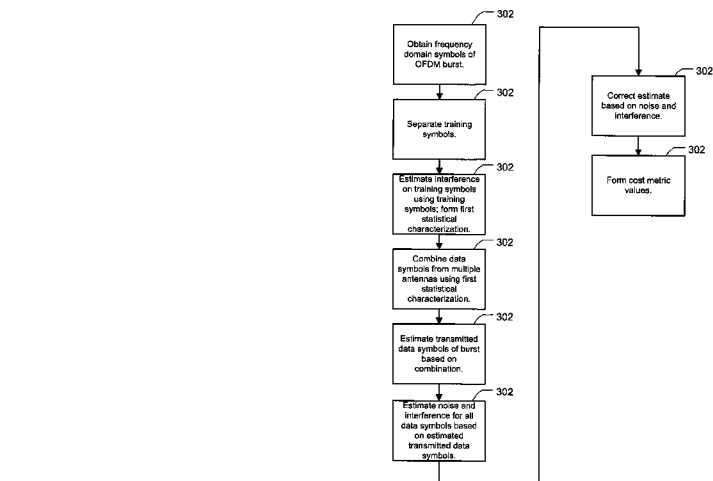 302
Obtain frequency
domain symbols of
OFDM burst.
302
Separate training
symbols.
302
Estimate interference
on training symbols
using training
symbols; form first
statistical
characterization.
302
Combine data
symbols from multiple
antennas using first
statistical
characterization.
302
Estimate transmitted
data symbols of burst
based on
combination.
302
Estimate noise and
interference for all
data symbols based
on estimated
transmitted data
symbols.
302
Correct estimate
based on noise and
interference.
302
Form cost metric
values.